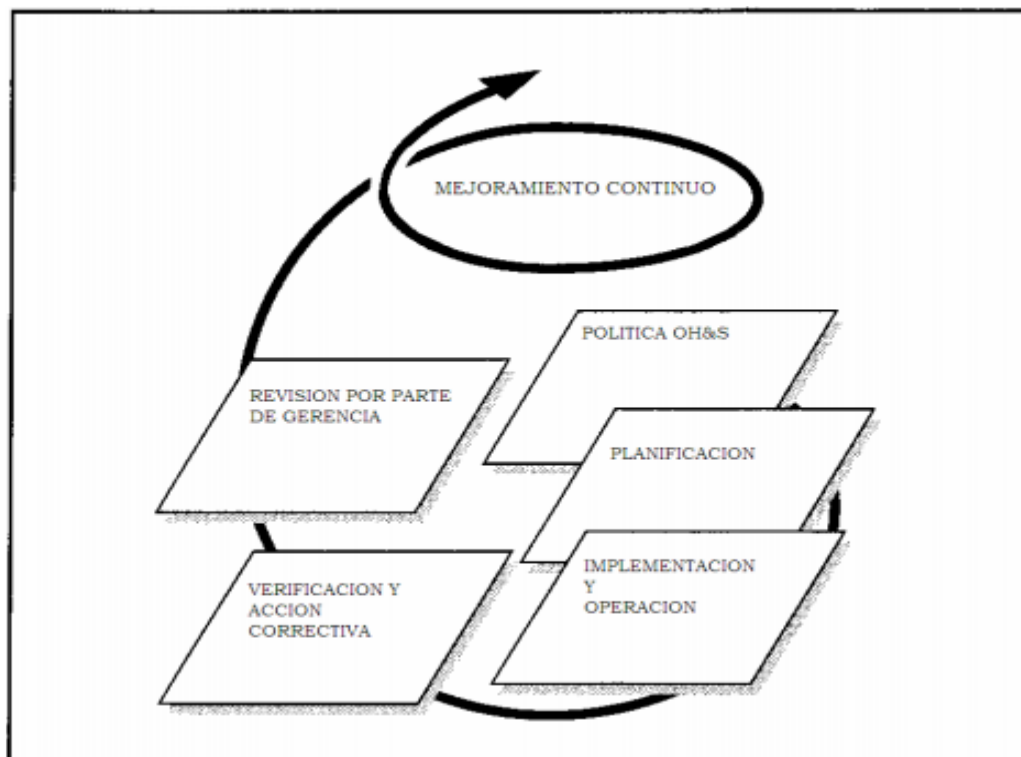 MEJORAMIENTO CONTINUO
POLITICA OH&S
PLANIFICACION
IMPLEMENTACION
Y
OPERACION
VERIFICACION Y
ACCION
CORRECTIVA
REVISION POR PARTE
DE GERENCIA